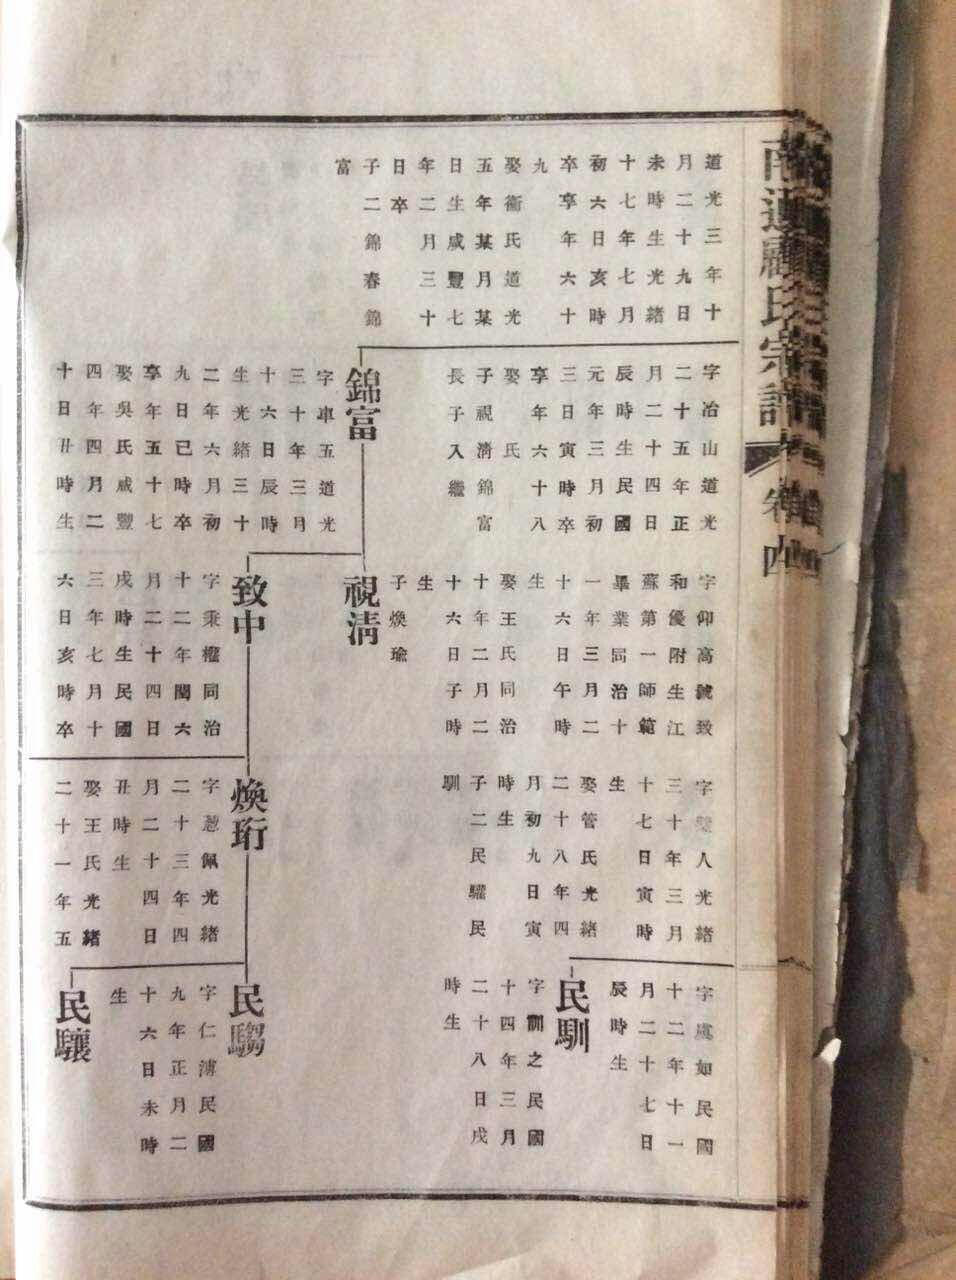 南通顧氏宗譜
卷四
道光三年十
月二十九日
未時生光緒
十七年七月
初六日亥時
卒享年六十
九
娶衞氏道光
五年某月某
日生咸豐七
年二月三十
日卒
子二錦春錦
富
字冶山道光
二十五年正
月二十四日
辰時生民國
元年三月初
三日寅時卒
享年六十八
娶氏
子視淸錦富
長子入繼
錦富
字車五道光
三十年三月
十六日辰時
生光緒三十
二年六月初
九日巳時卒
享年五十七
娶吳氏咸豐
四年四月二
十日丑時生
字仰高號致
和優附生江
蘇第一師範
畢業同治十
一年三月二
十六日午時
生
娶王氏同治
十年二月二
十六日子時
生
子煥瑜
視淸
致中
字秉權同治
十二年閏六
月二十四日
戌時生民國
三年七月十
六日亥時卒
字人光緒
三十年三月
十七日寅時
生
娶管氏光緒
二十八年四
月初九日寅
時生
子二民驩民
馴
煥珩
字蔥佩光緒
二十三年四
月二十四日
丑時生
娶王氏光緒
二十一年五
字虞如民國
十二年十一
月二十七日
辰時生
民馴
字訓之民國
十四年三月
二十八日戌
時生
民騶
字仁溥民國
九年正月二
十六日未時
生
民驤